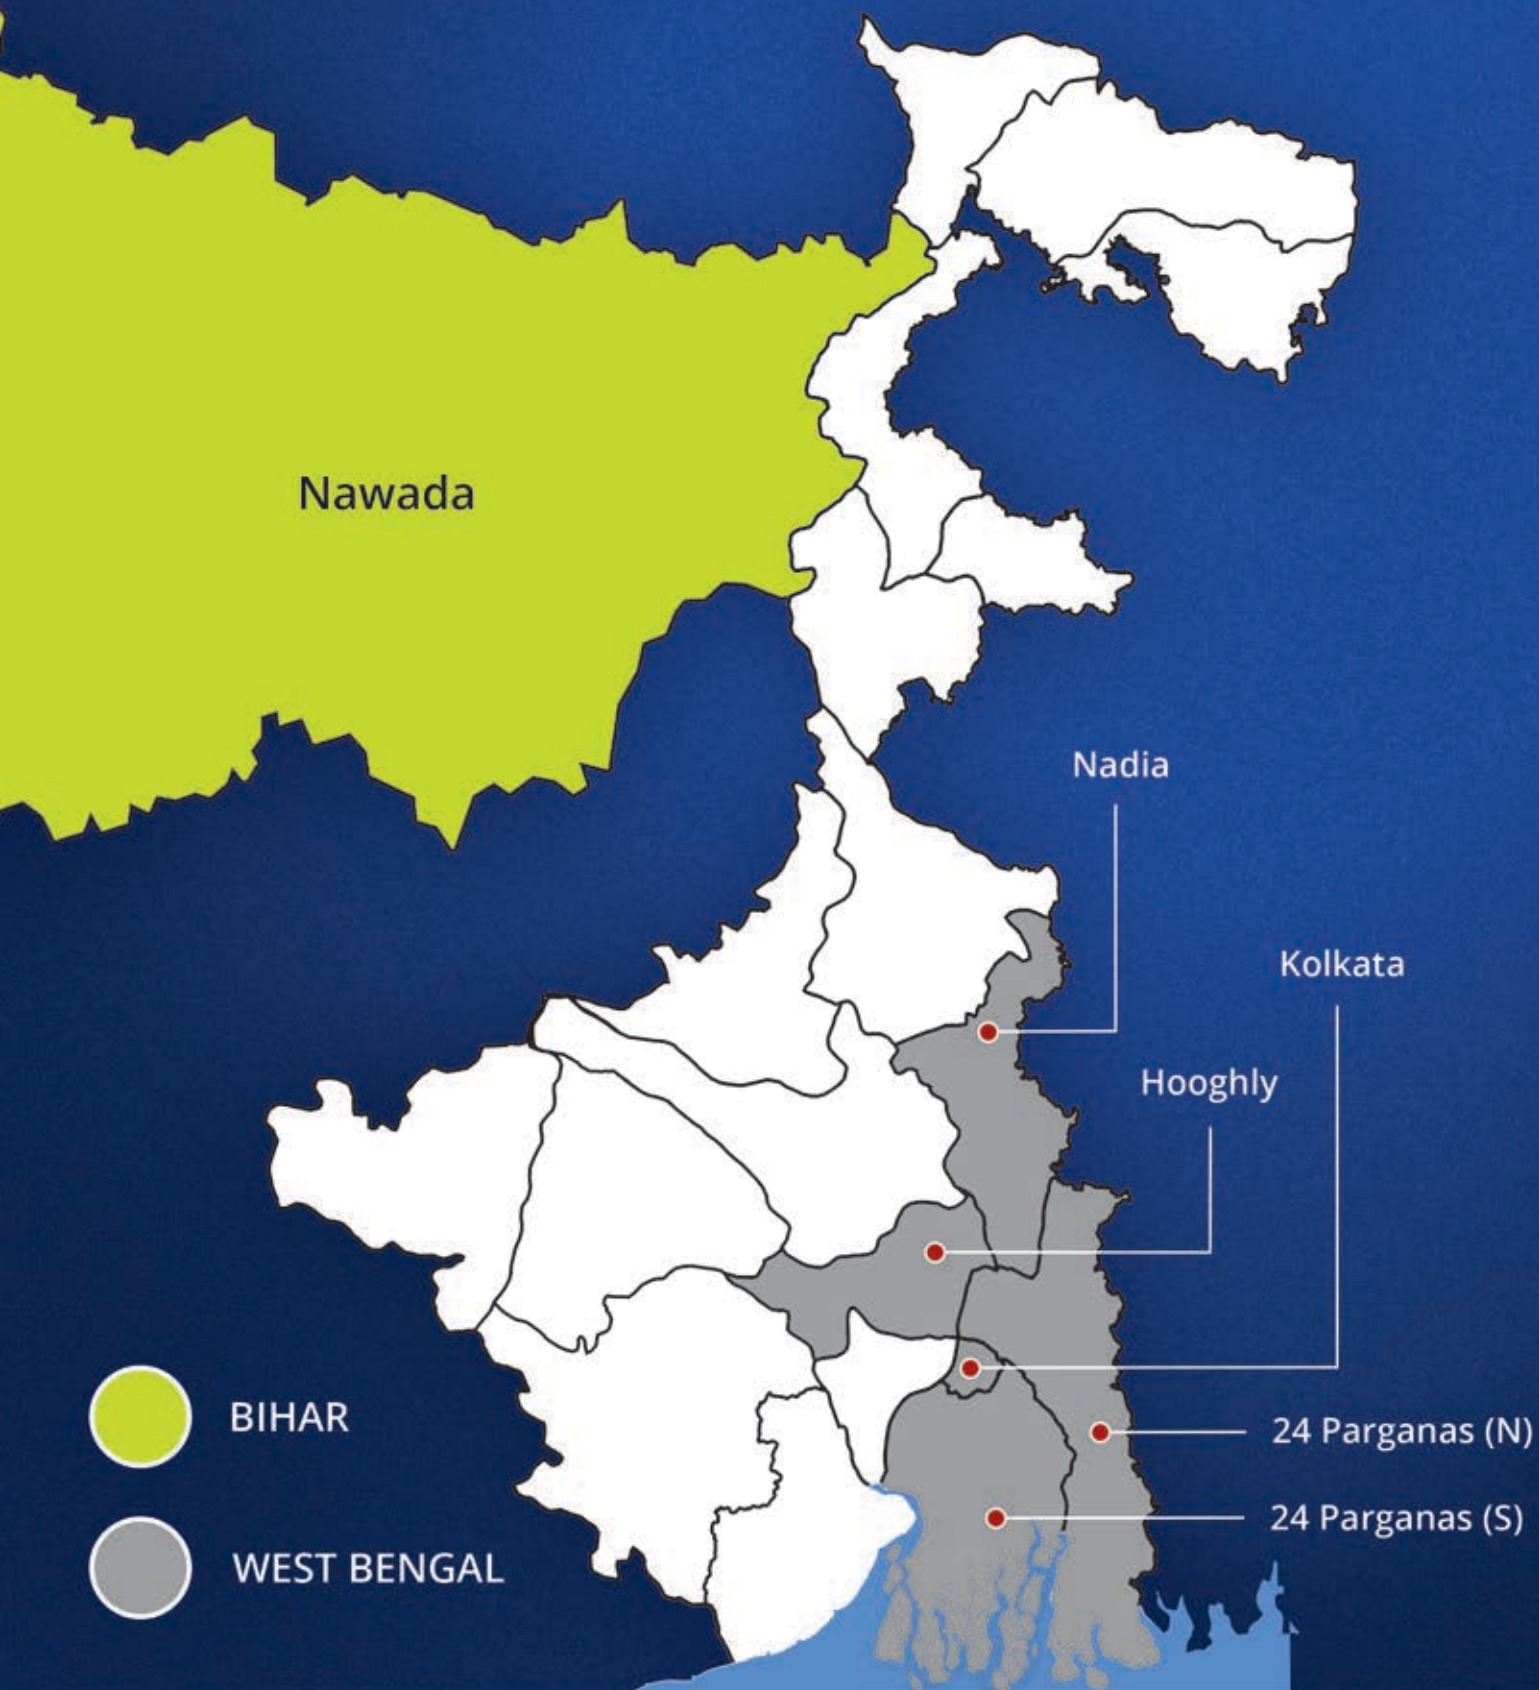 Nawada
Nadia
Kolkata
Hooghly
BIHAR
24 Parganas (N)
24 Parganas (S)
WEST BENGAL